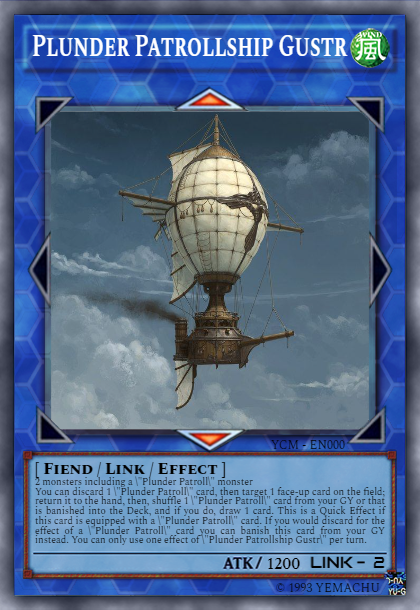 PLUNDER PATROLLSHIP GUSTR
WIND
風
YCM - EN000
[ FIEND / LINK / EFFECT ]
2 monsters including a \"Plunder Patroll\" monster
You can discard 1 \"Plunder Patroll\" card, then target 1 face-up card on the field;
return it to the hand, then, shuffle 1 \"Plunder Patroll\" card from your GY or that
is banished into the Deck, and if you do, draw 1 card. This is a Quick Effect if
this card is equipped with a \"Plunder Patroll\" card. If you would discard for the
effect of a \"Plunder Patroll\" card you can banish this card from your GY
instead. You can only use one effect of \"Plunder Patrollship Gustr\" per turn.
ATK/ 1200 LINK - 2
© 1993 YEMACHU